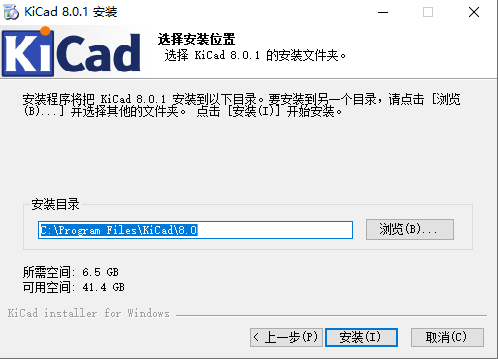 KiCad 8.0.1 安装
KiCad
选择安装位置
选择 KiCad 8.0.1 的安装文件夹。
安装程序将把 KiCad 8.0.1 安装到以下目录。要安装到另一个目录，请点击 [浏览
(B)...] 并选择其他的文件夹。 点击 [安装(I)] 开始安装。
安装目录
C:\Program Files\KiCad\8.0
浏览(B)...
所需空间: 6.5 GB
可用空间: 41.4 GB
KiCad installer for Windows
< 上一步(P)
安装(I)
取消(C)